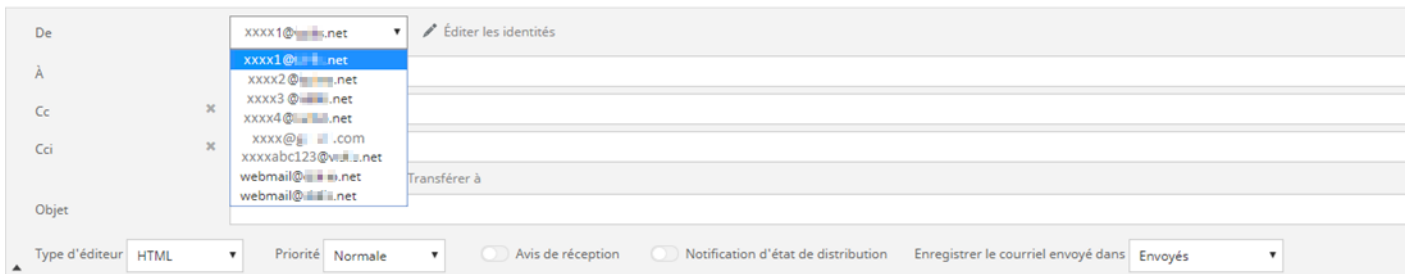 De xxxx1@ .net Éditer les identités
xxxx1@ .net
À
xxxx2@ .net
xxxx3@ .net
Cc
xxxx4@ .net
xxxx@ .com
Cci
xxxxabc123@ .net
webmail@ .net
Transférer à
webmail@ .net
Objet
Type d'éditeur HTML Priorité Normale Avis de réception Notification d'état de distribution Enregistrer le courriel envoyé dans Envoyés